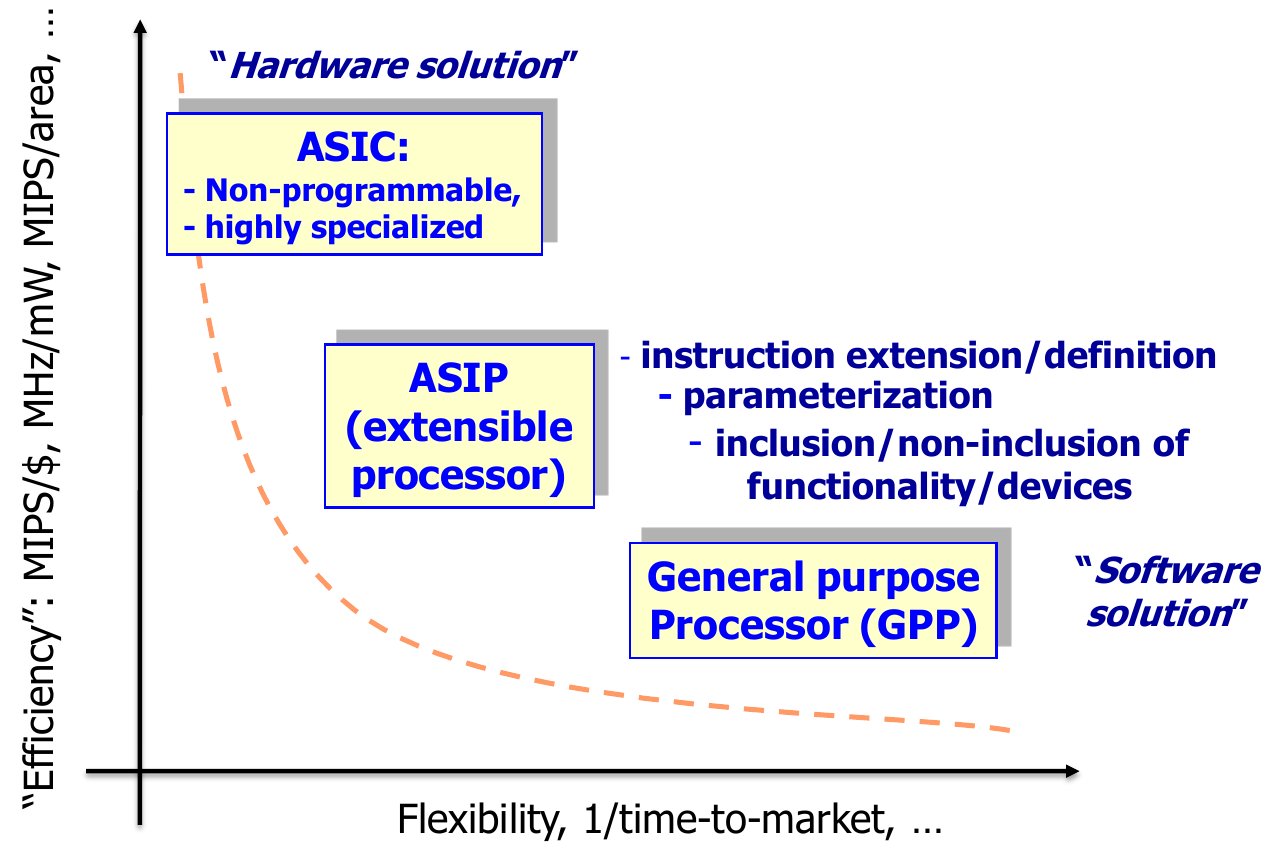 “Efficiency”: MIPS/$, MHz/mW, MIPS/area, …
“Hardware solution”
ASIC:
- Non-programmable,
- highly specialized
ASIP
(extensible
processor)
- instruction extension/definition
- parameterization
- inclusion/non-inclusion of
functionality/devices
General purpose
Processor (GPP)
“Software
solution”
Flexibility, 1/time-to-market, …